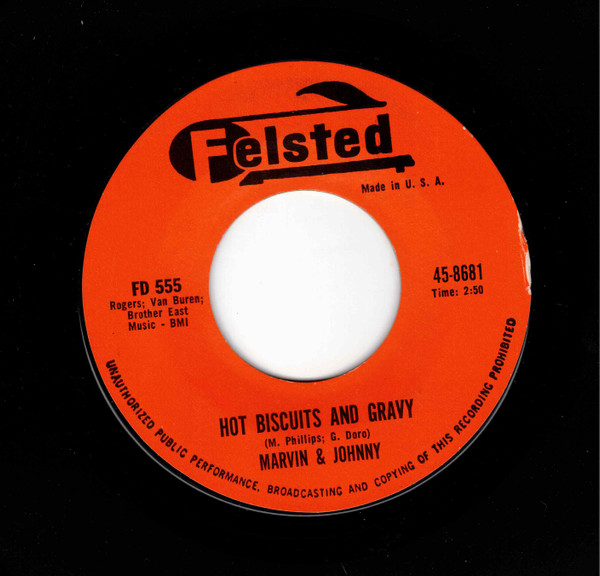 Felsted
Made in U. S. A.
FD 555
Rogers; Van Buren;
Brother East
Music - BMI
45-8681
Time: 2:50
HOT BISCUITS AND GRAVY
(M. Phillips; G. Doro)
MARVIN & JOHNNY
UNAUTHORIZED PUBLIC PERFORMANCE, BROADCASTING AND COPYING OF THIS RECORDING PROHIBITED